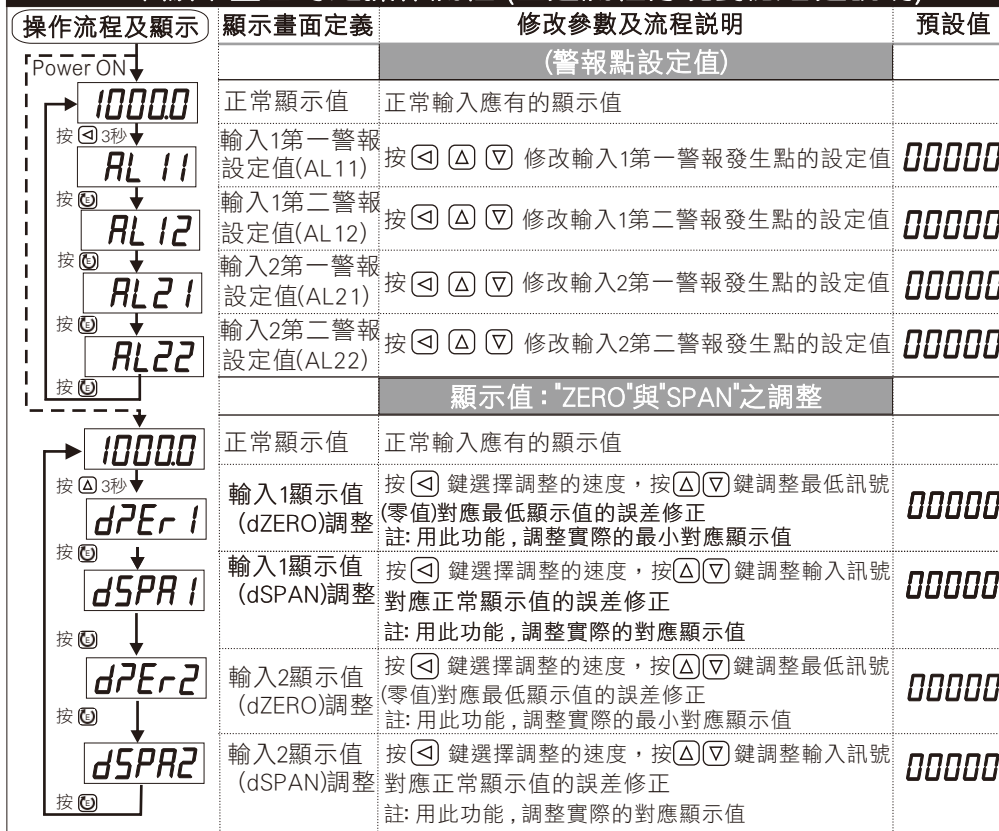 操作流程及顯示 顯示畫面定義 修改參數及流程説明 預設值
Power ON (警報點設定值)
1000.0 正常顯示值 正常輸入應有的顯示值
按 ◁ 3秒
AL 11 輸入1第一警報 設定值(AL11) 按 ◁ △ ▽ 修改輸入1第一警報發生點的設定值 00000
按 E
AL 12 輸入1第二警報 設定值(AL12) 按 ◁ △ ▽ 修改輸入1第二警報發生點的設定值 00000
按 E
AL21 輸入2第一警報 設定值(AL21) 按 ◁ △ ▽ 修改輸入2第一警報發生點的設定值 00000
按 E
AL22 輸入2第二警報 設定值(AL22) 按 ◁ △ ▽ 修改輸入2第二警報發生點的設定值 00000
按 E
顯示值："ZERO"與"SPAN"之調整
1000.0 正常顯示值 正常輸入應有的顯示值
按 △ 3秒
dZEr1 輸入1顯示值 (dZERO)調整 00000
按 ◁ 鍵選擇調整的速度，按△▽鍵調整最低訊號
(零值)對應最低顯示值的誤差修正
註: 用此功能 , 調整實際的最小對應顯示值
按 E
dSPA1 輸入1顯示值 (dSPAN)調整 00000
按 ◁ 鍵選擇調整的速度，按△▽鍵調整輸入訊號
對應正常顯示值的誤差修正
註: 用此功能 , 調整實際的對應顯示值
按 E
dZEr2 輸入2顯示值 (dZERO)調整 00000
按 ◁ 鍵選擇調整的速度，按△▽鍵調整最低訊號
(零值)對應最低顯示值的誤差修正
註: 用此功能 , 調整實際的最小對應顯示值
按 E
dSPA2 輸入2顯示值 (dSPAN)調整 00000
按 ◁ 鍵選擇調整的速度，按△▽鍵調整輸入訊號
對應正常顯示值的誤差修正
註: 用此功能 , 調整實際的對應顯示值
按 E